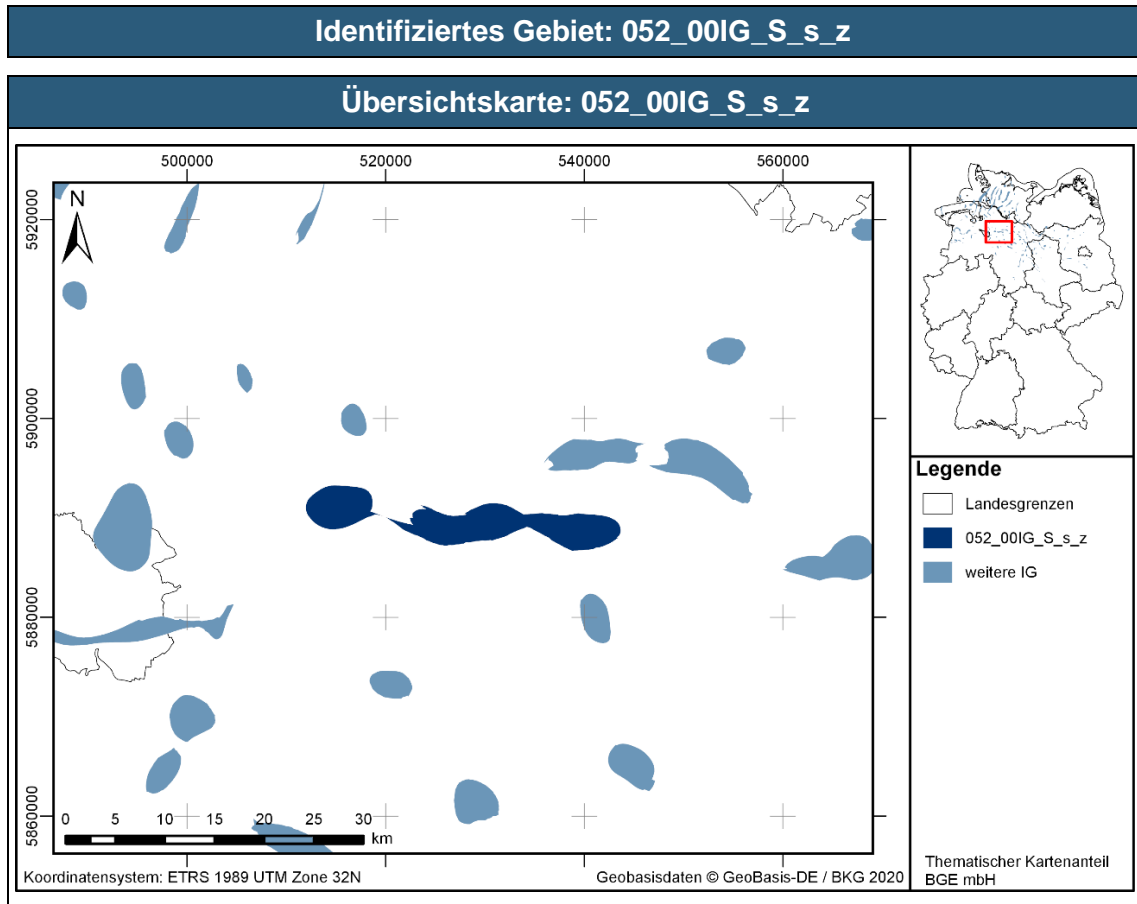 Identifiziertes Gebiet: 052_00IG_S_s_z
Übersichtskarte: 052_00IG_S_s_z
500000 520000 540000 560000
N
5920000
5900000
5880000
5860000
0 5 10 15 20 25 30
km
Koordinatensystem: ETRS 1989 UTM Zone 32N
Geobasisdaten © GeoBasis-DE / BKG 2020
Legende
Landesgrenzen
052_00IG_S_s_z
weitere IG
Thematischer Kartenanteil
BGE mbH